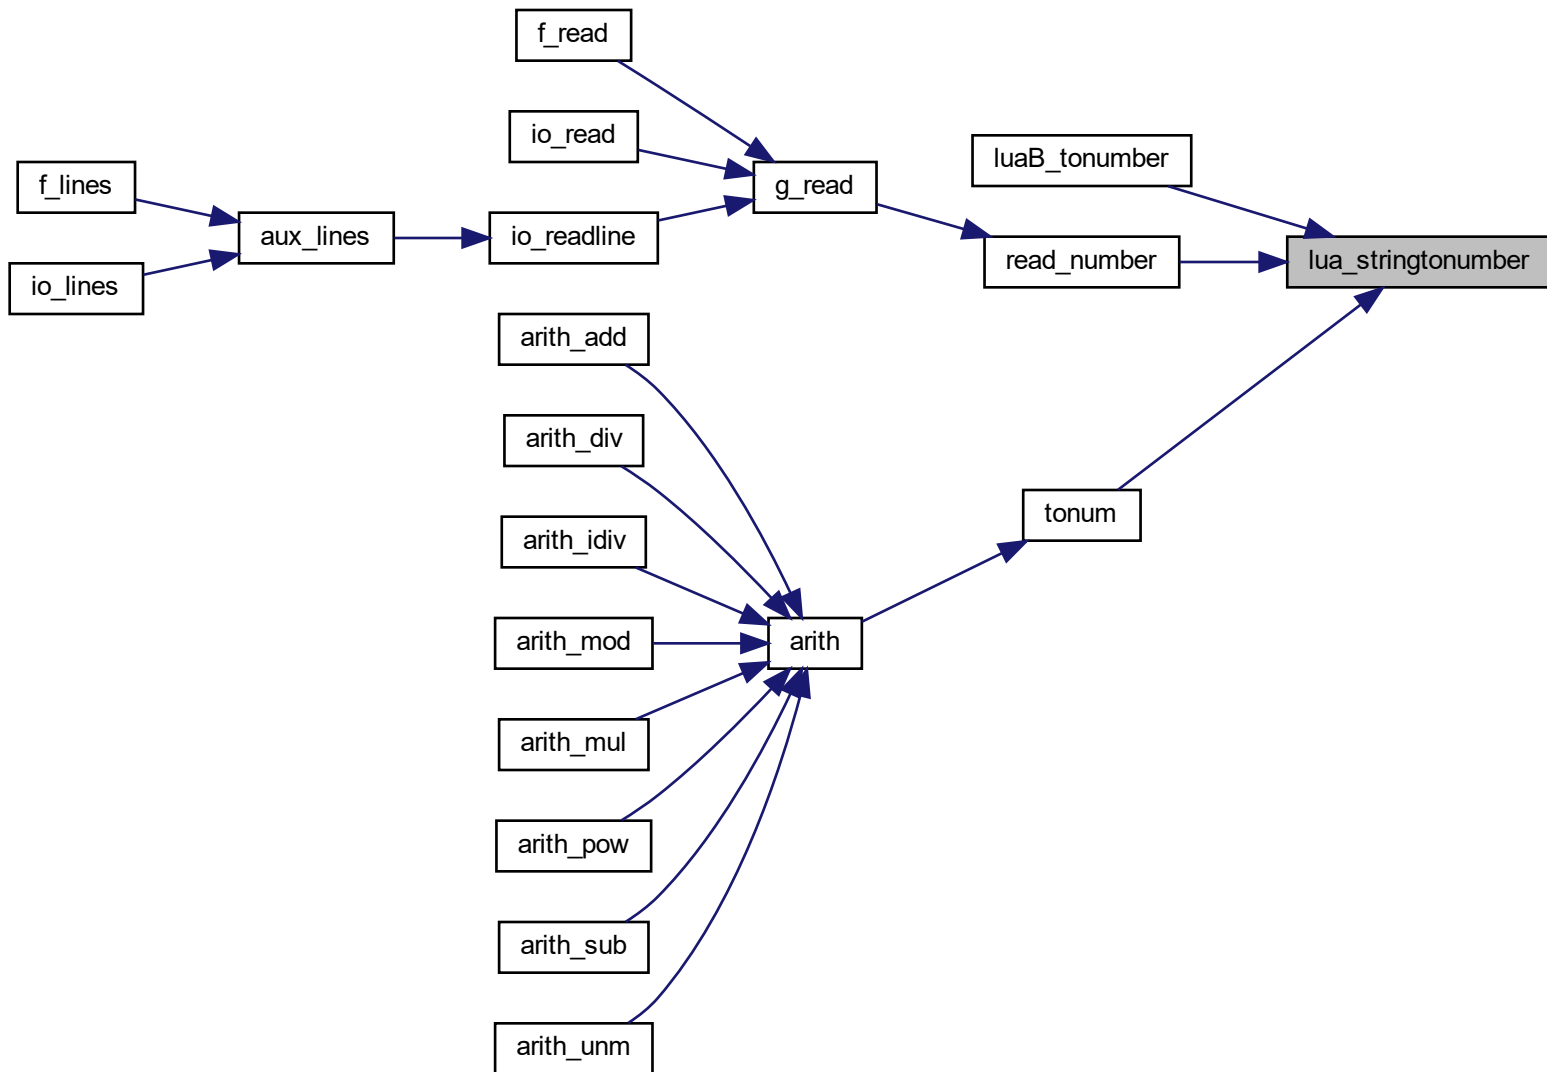 f_read
io_read
luaB_tonumber
f_lines
g_read
aux_lines
io_readline
read_number
lua_stringtonumber
io_lines
arith_add
arith_div
tonum
arith_idiv
arith_mod
arith
arith_mul
arith_pow
arith_sub
arith_unm